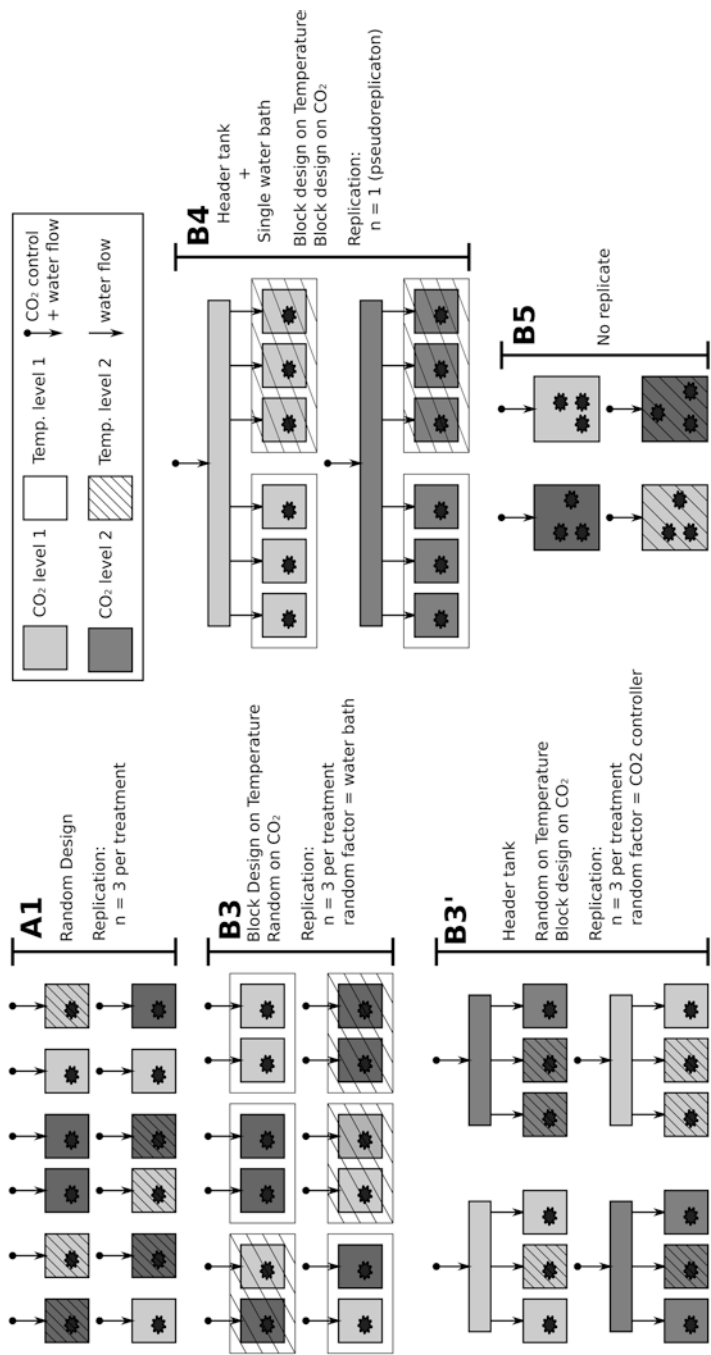 A1
Random Design
Replication:
n = 3 per treatment
B3
Block Design on Temperature
Random on CO₂
Replication:
n = 3 per treatment
random factor = water bath
B3'
Header tank
Random on Temperature
Block design on CO₂
Replication:
n = 3 per treatment
random factor = CO2 controller
CO₂ level 1
Temp. level 1
CO₂ control
+ water flow
CO₂ level 2
Temp. level 2
water flow
B4
Header tank
+
Single water bath
Block design on Temperature
Block design on CO₂
Replication:
n = 1 (pseudoreplicaton)
B5
No replicate